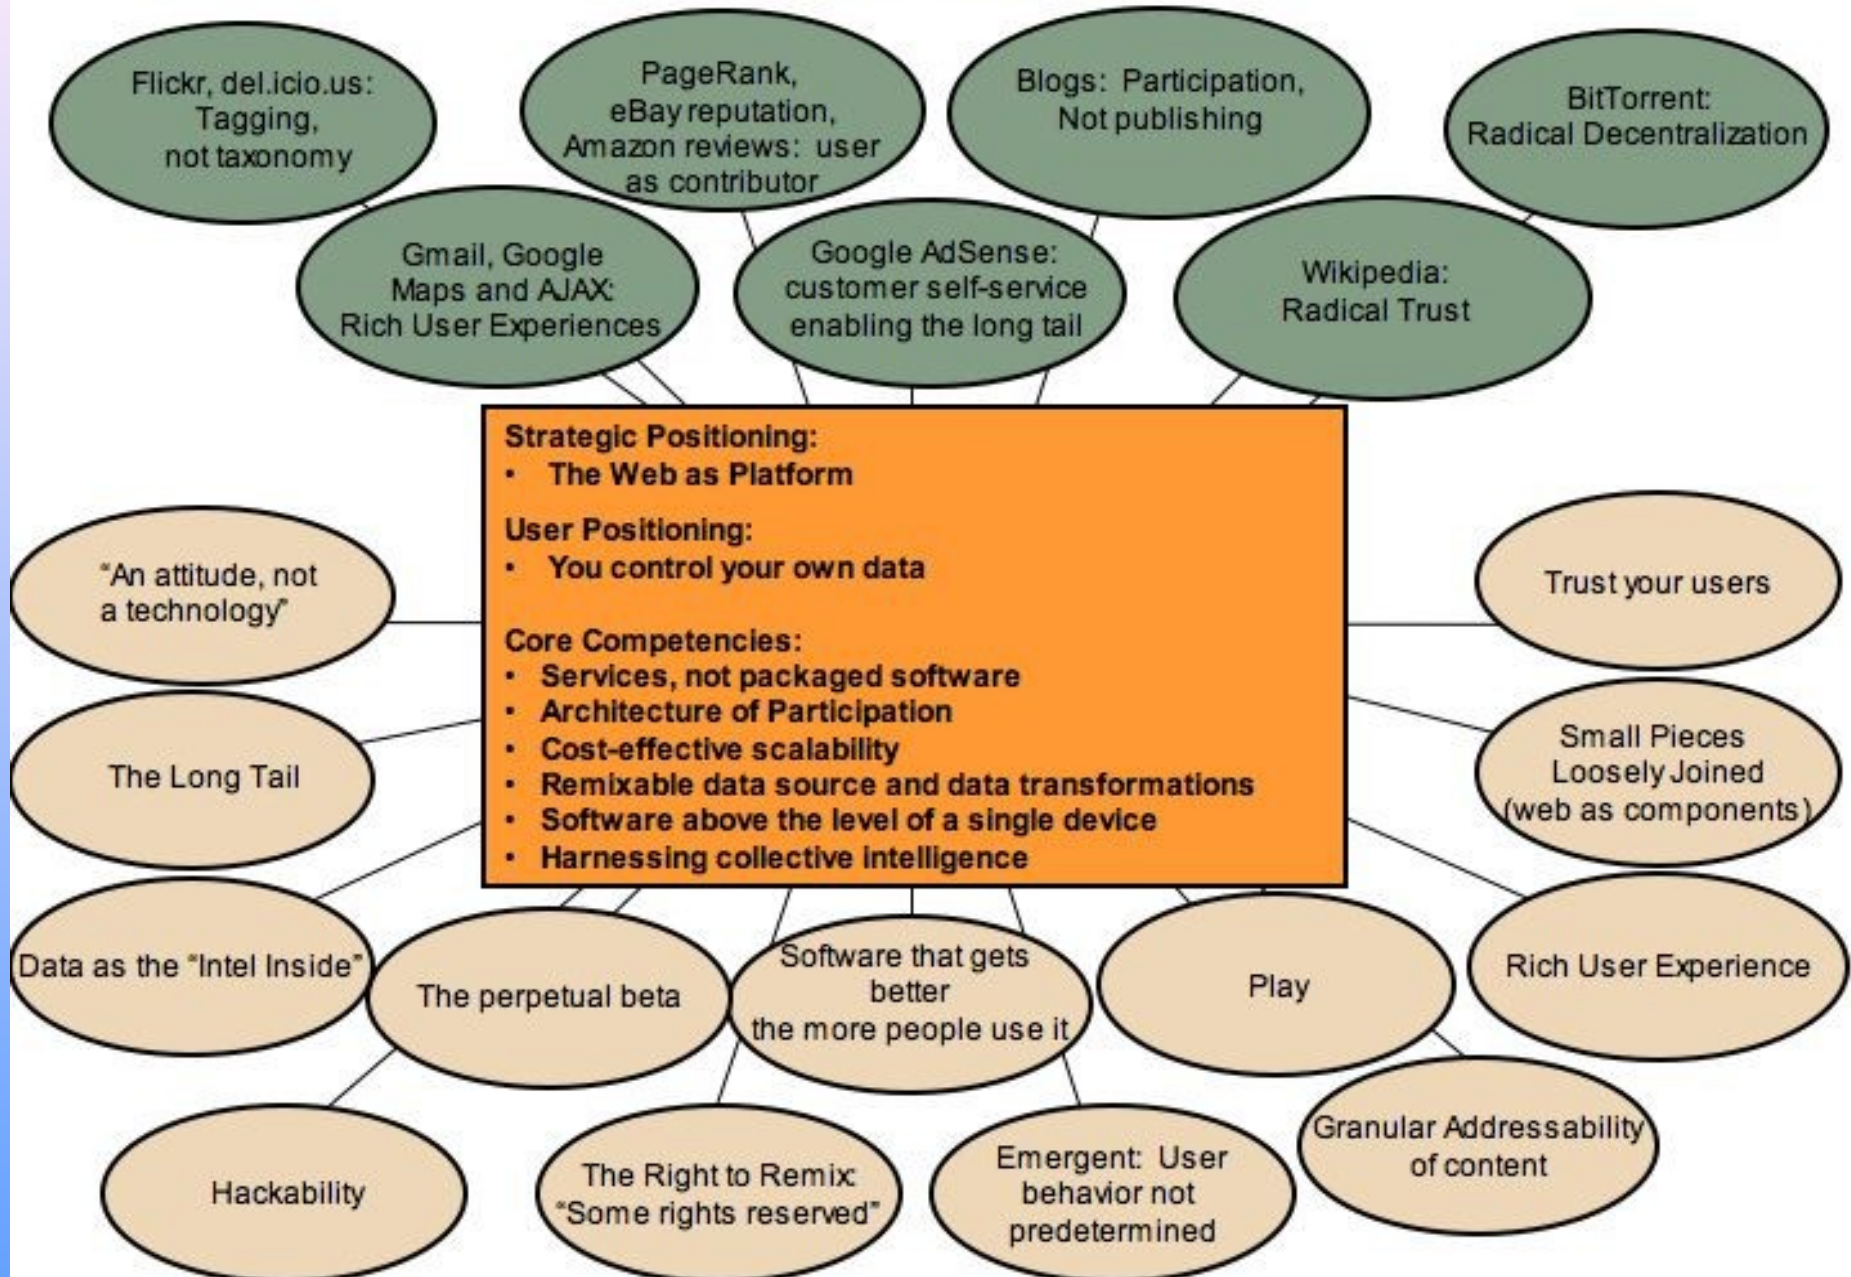 Flickr, del.icio.us:
Tagging,
not taxonomy
PageRank,
eBay reputation,
Amazon reviews: user
as contributor
Blogs: Participation,
Not publishing
BitTorrent:
Radical Decentralization
Gmail, Google
Maps and AJAX:
Rich User Experiences
Google AdSense:
customer self-service
enabling the long tail
Wikipedia:
Radical Trust
Strategic Positioning:
• The Web as Platform
User Positioning:
• You control your own data
Core Competencies:
• Services, not packaged software
• Architecture of Participation
• Cost-effective scalability
• Remixable data source and data transformations
• Software above the level of a single device
• Harnessing collective intelligence
“An attitude, not
a technology”
The Long Tail
Data as the “Intel Inside”
Trust your users
Small Pieces
Loosely Joined
(web as components)
Rich User Experience
The perpetual beta
Software that gets
better
the more people use it
Play
Hackability
The Right to Remix:
“Some rights reserved”
Emergent: User
behavior not
predetermined
Granular Addressability
of content